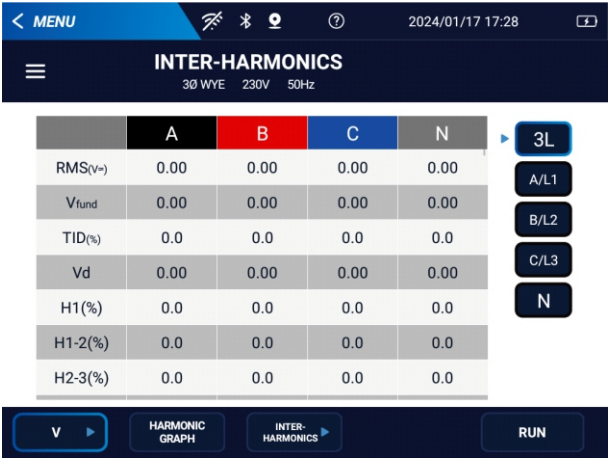 < MENU ? 2024/01/17 17:28
INTER-HARMONICS
3Ø WYE 230V 50Hz
A B C N
RMS(V≂) 0.00 0.00 0.00 0.00
Vfund 0.00 0.00 0.00 0.00
TID(%) 0.0 0.0 0.0 0.0
Vd 0.00 0.00 0.00 0.00
H1(%) 0.0 0.0 0.0 0.0
H1-2(%) 0.0 0.0 0.0 0.0
H2-3(%) 0.0 0.0 0.0 0.0
3L
A/L1
B/L2
C/L3
N
V
HARMONIC
GRAPH
INTER-
HARMONICS
RUN